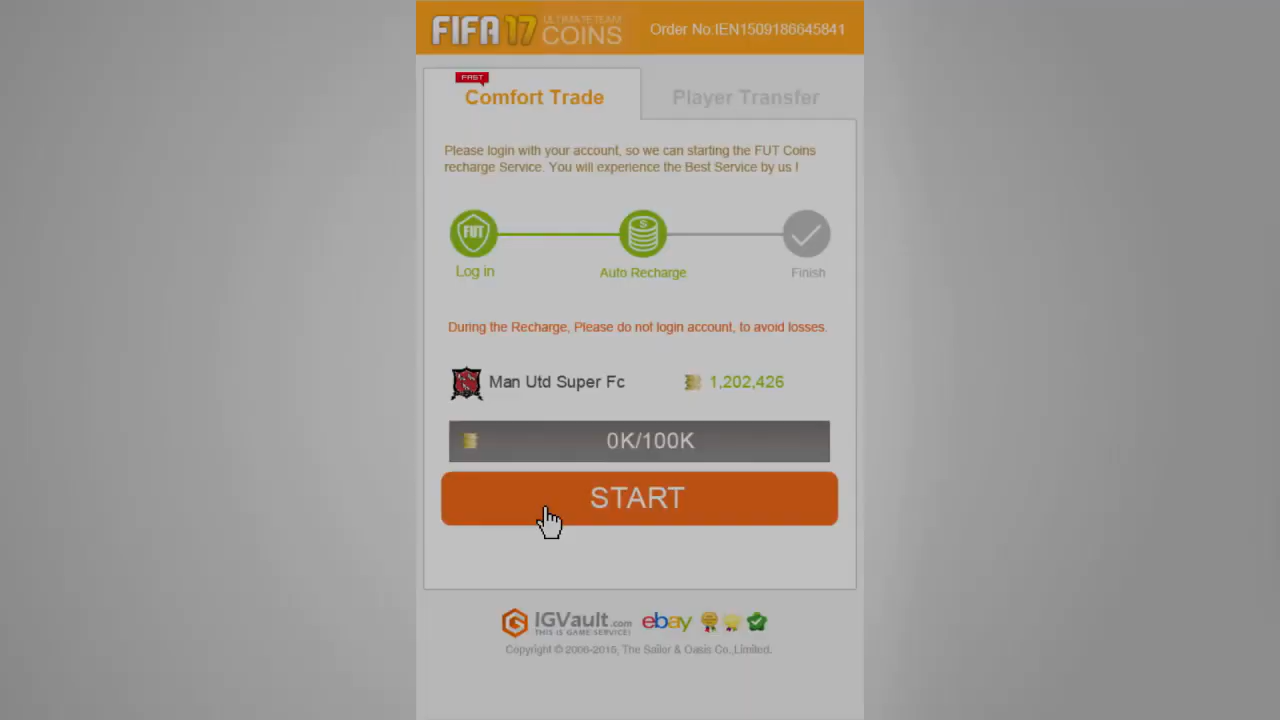 FIFA 17 ULTIMATE TEAM COINS
Order No:IEN1509186645841
FAST
Comfort Trade
Player Transfer
Please login with your account, so we can starting the FUT Coins
recharge Service. You will experience the Best Service by us !
FUT
Log in
Auto Recharge
Finish
During the Recharge, Please do not login account, to avoid losses.
Man Utd Super Fc
1,202,426
0K/100K
START
IGVault.com
THIS IS GAME SERVICE!
ebay
Copyright © 2006-2015, The Sailor & Oasis Co.,Limited.